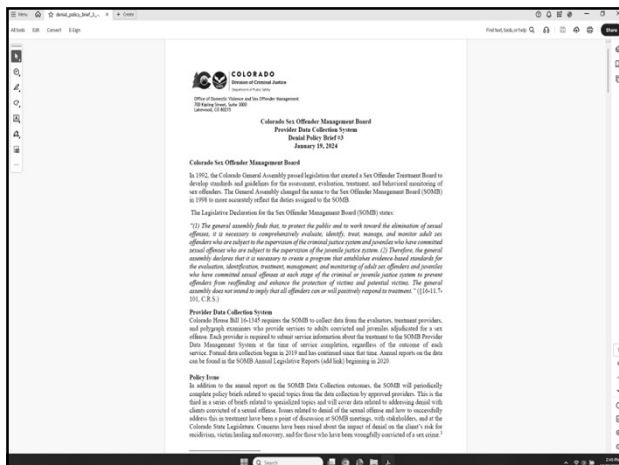 Menu
denial_policy_brief_3_...
+ Create
All tools Edit Convert E-Sign
Find text, tools, or help
Share
COLORADO
Division of Criminal Justice
Department of Public Safety
Office of Domestic Violence and Sex Offender Management
700 Kipling Street, Suite 3000
Lakewood, CO 80215
Colorado Sex Offender Management Board
Provider Data Collection System
Denial Policy Brief #3
January 19, 2024
Colorado Sex Offender Management Board
In 1992, the Colorado General Assembly passed legislation that created a Sex Offender Treatment Board to
develop standards and guidelines for the assessment, evaluation, treatment, and behavioral monitoring of
sex offenders. The General Assembly changed the name to the Sex Offender Management Board (SOMB)
in 1998 to more accurately reflect the duties assigned to the SOMB.
The Legislative Declaration for the Sex Offender Management Board (SOMB) states:
"(1) The general assembly finds that, to protect the public and to work toward the elimination of sexual
offenses, it is necessary to comprehensively evaluate, identify, treat, manage, and monitor adult sex
offenders who are subject to the supervision of the criminal justice system and juveniles who have committed
sexual offenses who are subject to the supervision of the juvenile justice system. (2) Therefore, the general
assembly declares that it is necessary to create a program that establishes evidence-based standards for
the evaluation, identification, treatment, management, and monitoring of adult sex offenders and juveniles
who have committed sexual offenses at each stage of the criminal or juvenile justice system to prevent
offenders from reoffending and enhance the protection of victims and potential victims. The general
assembly does not intend to imply that all offenders can or will positively respond to treatment." (§16-11.7-
101, C.R.S.)
Provider Data Collection System
Colorado House Bill 16-1345 requires the SOMB to collect data from the evaluators, treatment providers,
and polygraph examiners who provide services to adults convicted and juveniles adjudicated for a sex
offense. Each provider is required to submit service information about the treatment to the SOMB Provider
Data Management System at the time of service completion, regardless of the outcome of each
service. Formal data collection began in 2019 and has continued since that time. Annual reports on the data
can be found in the SOMB Annual Legislative Reports (add link) beginning in 2020.
Policy Issue
In addition to the annual report on the SOMB Data Collection outcomes, the SOMB will periodically
complete policy briefs related to special topics from the data collection by approved providers. This is the
third in a series of briefs related to specialized topics and will cover data related to addressing denial with
clients convicted of a sexual offense. Issues related to denial of the sexual offense and how to successfully
address this in treatment have been a point of discussion at SOMB meetings, with stakeholders, and at the
Colorado State Legislature. Concerns have been raised about the impact of denial on the client's risk for
recidivism, victim healing and recovery, and for those who have been wrongfully convicted of a sex crime.
Search